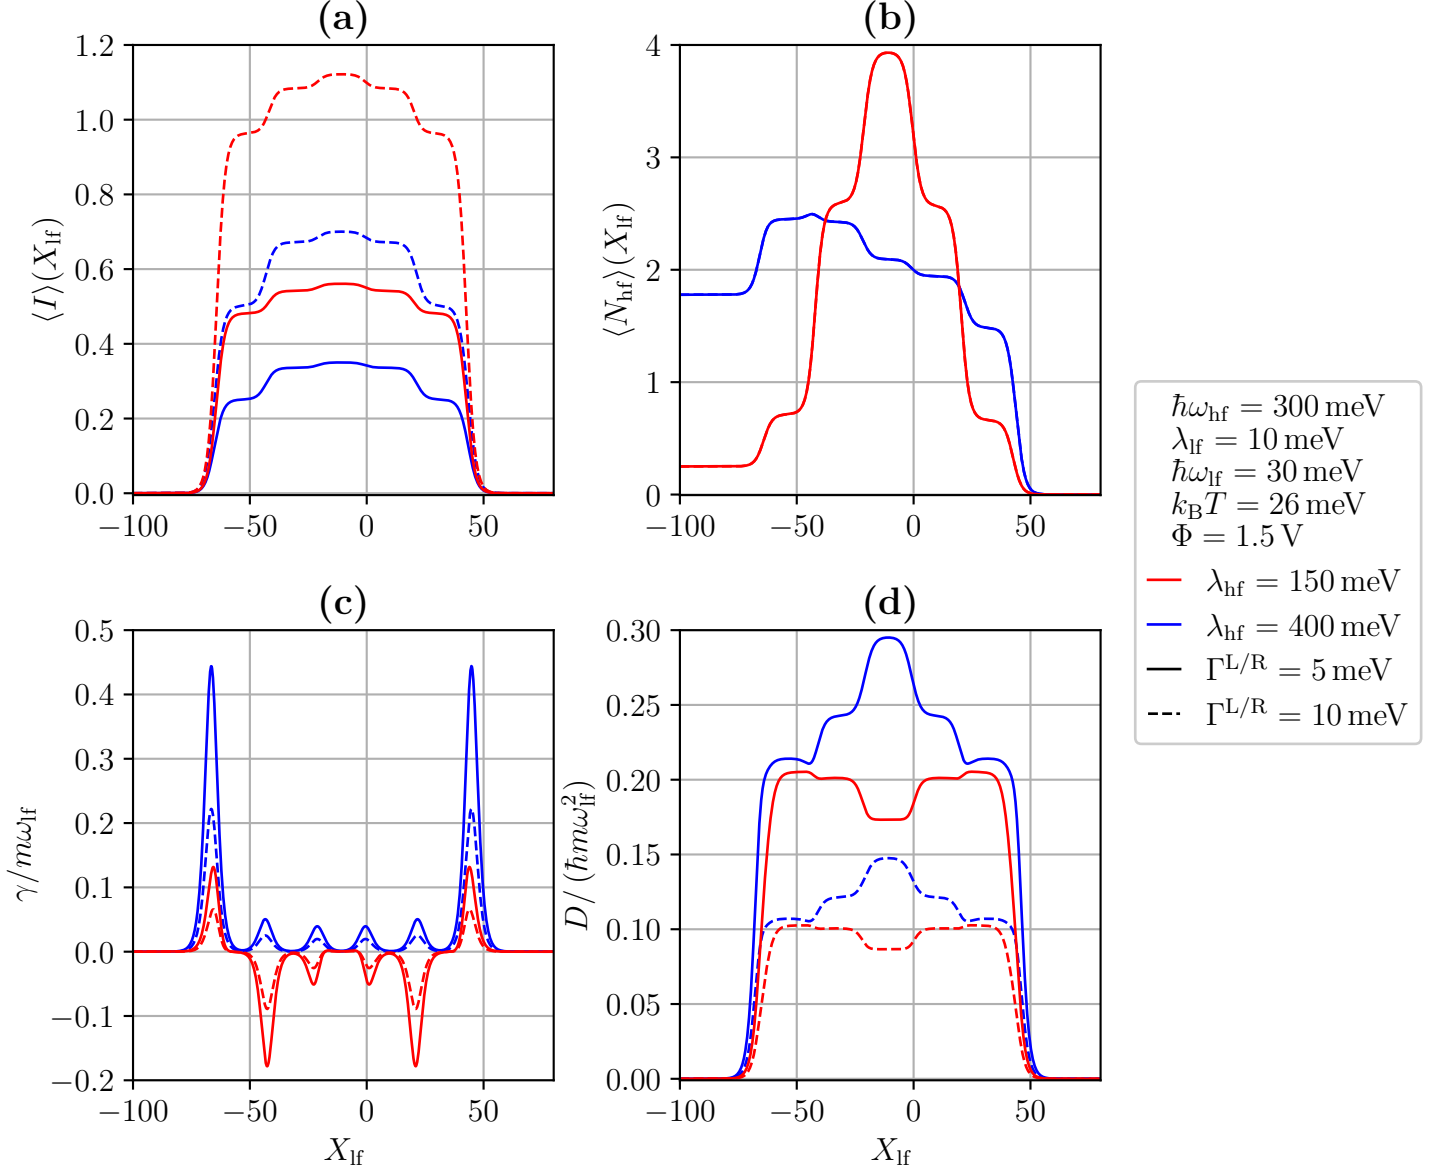 (a)
1.2
1.0
0.8
0.6
0.4
0.2
0.0
⟨I⟩(X_lf)
−100
−50
0
50
(b)
4
3
2
1
0
⟨N_hf⟩(X_lf)
−100
−50
0
50
(c)
0.5
0.4
0.3
0.2
0.1
0.0
−0.1
−0.2
γ/mω_lf
−100
−50
0
50
X_lf
(d)
0.30
0.25
0.20
0.15
0.10
0.05
0.00
D/(ħmω_lf^2)
−100
−50
0
50
X_lf
ħω_hf = 300 meV
λ_lf = 10 meV
ħω_lf = 30 meV
k_B T = 26 meV
Φ = 1.5 V
λ_hf = 150 meV
λ_hf = 400 meV
Γ^L/R = 5 meV
Γ^L/R = 10 meV